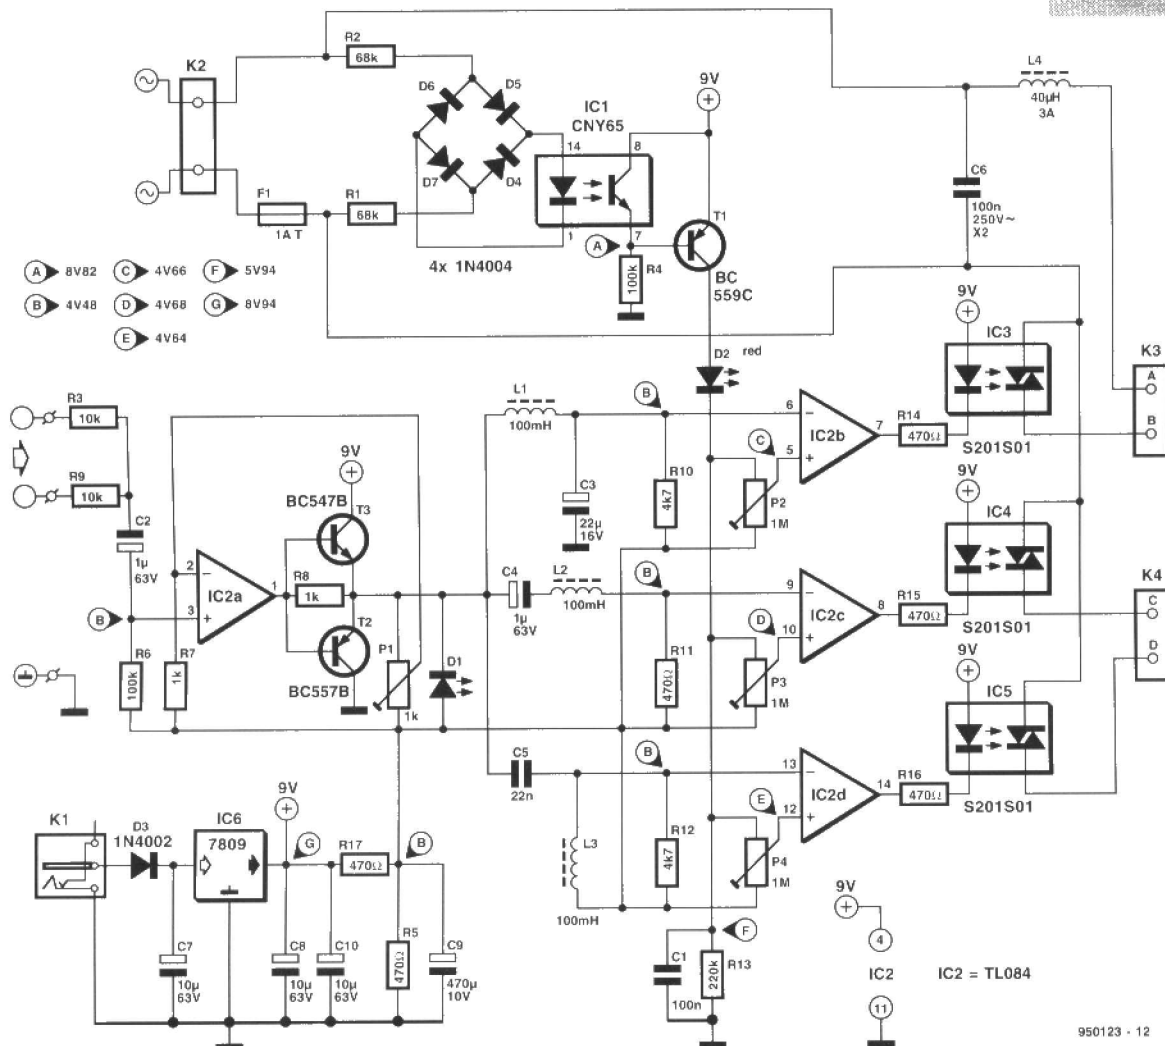 R2
68k
K2
D6
D5
D7
D4
9V
IC1
CNY65
14
8
1
7
L4
40µH
3A
C6
100n
250V~
X2
F1
1A T
R1
68k
4x 1N4004
A
R4
100k
T1
BC
559C
A 8V82
C 4V66
F 5V94
B 4V48
D 4V68
G 8V94
E 4V64
9V
IC3
S201S01
K3
A
B
D2
red
R3
10k
R9
10k
C2
1µ
63V
B
R6
100k
R7
1k
2
3
1
IC2a
BC547B
9V
T3
R8
1k
T2
BC557B
P1
1k
D1
L1
100mH
C3
22µ
16V
B
R10
4k7
C
P2
1M
6
5
7
IC2b
R14
470Ω
9V
IC4
S201S01
C4
1µ
63V
L2
100mH
B
R11
470Ω
D
P3
1M
9
10
8
IC2c
R15
470Ω
K4
C
D
9V
IC5
S201S01
C5
22n
L3
100mH
B
R12
4k7
E
P4
1M
13
12
14
IC2d
R16
470Ω
K1
D3
1N4002
IC6
7809
9V
G
R17
470Ω
B
C7
10µ
63V
C8
10µ
63V
C10
10µ
63V
R5
470Ω
C9
470µ
10V
F
C1
100n
R13
220k
9V
4
IC2
11
IC2 = TL084
950123 - 12